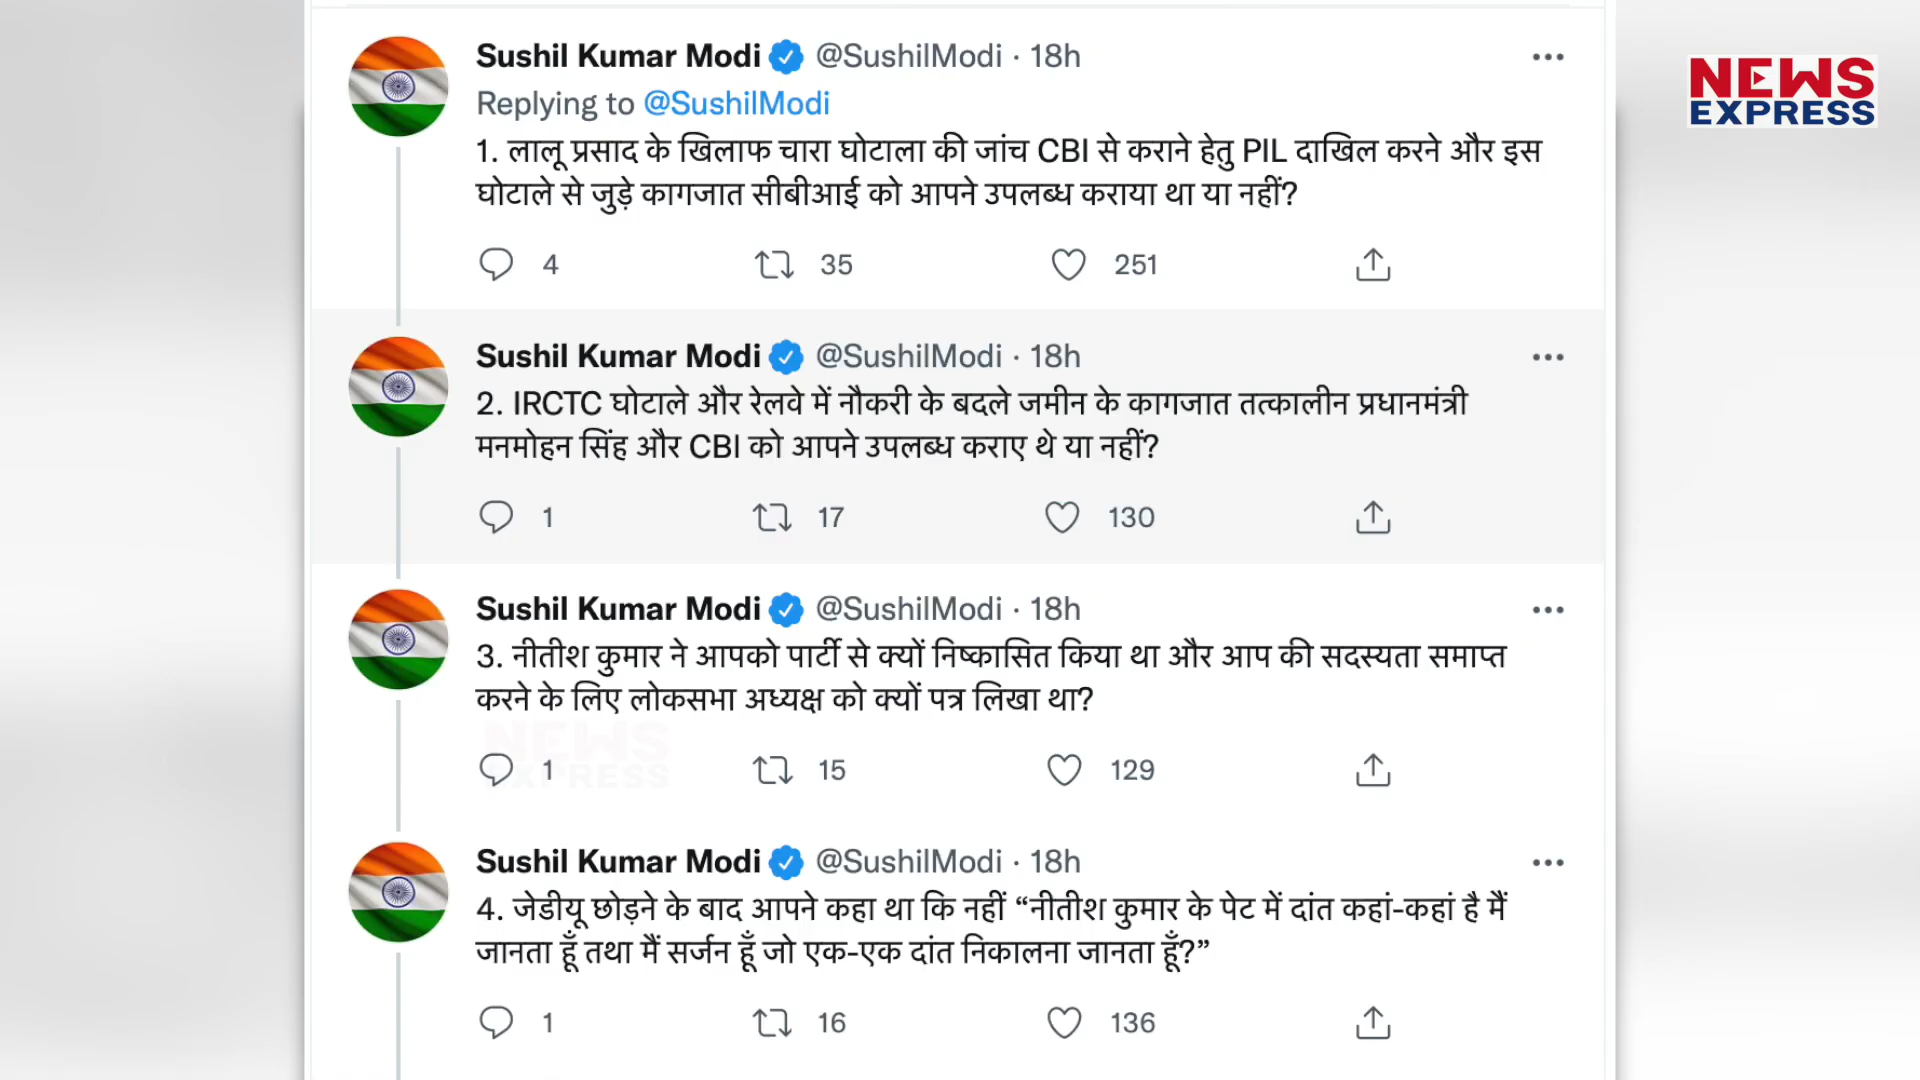 Sushil Kumar Modi @SushilModi · 18h
NEWS
EXPRESS
Replying to @SushilModi
1. लालू प्रसाद के खिलाफ चारा घोटाला की जांच CBI से कराने हेतु PIL दाखिल करने और इस
घोटाले से जुड़े कागजात सीबीआई को आपने उपलब्ध कराया था या नहीं?
4 35 251
Sushil Kumar Modi @SushilModi · 18h
2. IRCTC घोटाले और रेलवे में नौकरी के बदले जमीन के कागजात तत्कालीन प्रधानमंत्री
मनमोहन सिंह और CBI को आपने उपलब्ध कराए थे या नहीं?
1 17 130
Sushil Kumar Modi @SushilModi · 18h
3. नीतीश कुमार ने आपको पार्टी से क्यों निष्कासित किया था और आप की सदस्यता समाप्त
करने के लिए लोकसभा अध्यक्ष को क्यों पत्र लिखा था?
NEWS
EXPRESS
1 15 129
Sushil Kumar Modi @SushilModi · 18h
4. जेडीयू छोड़ने के बाद आपने कहा था कि नहीं “नीतीश कुमार के पेट में दांत कहां-कहां है मैं
जानता हूँ तथा मैं सर्जन हूँ जो एक-एक दांत निकालना जानता हूँ?”
1 16 136